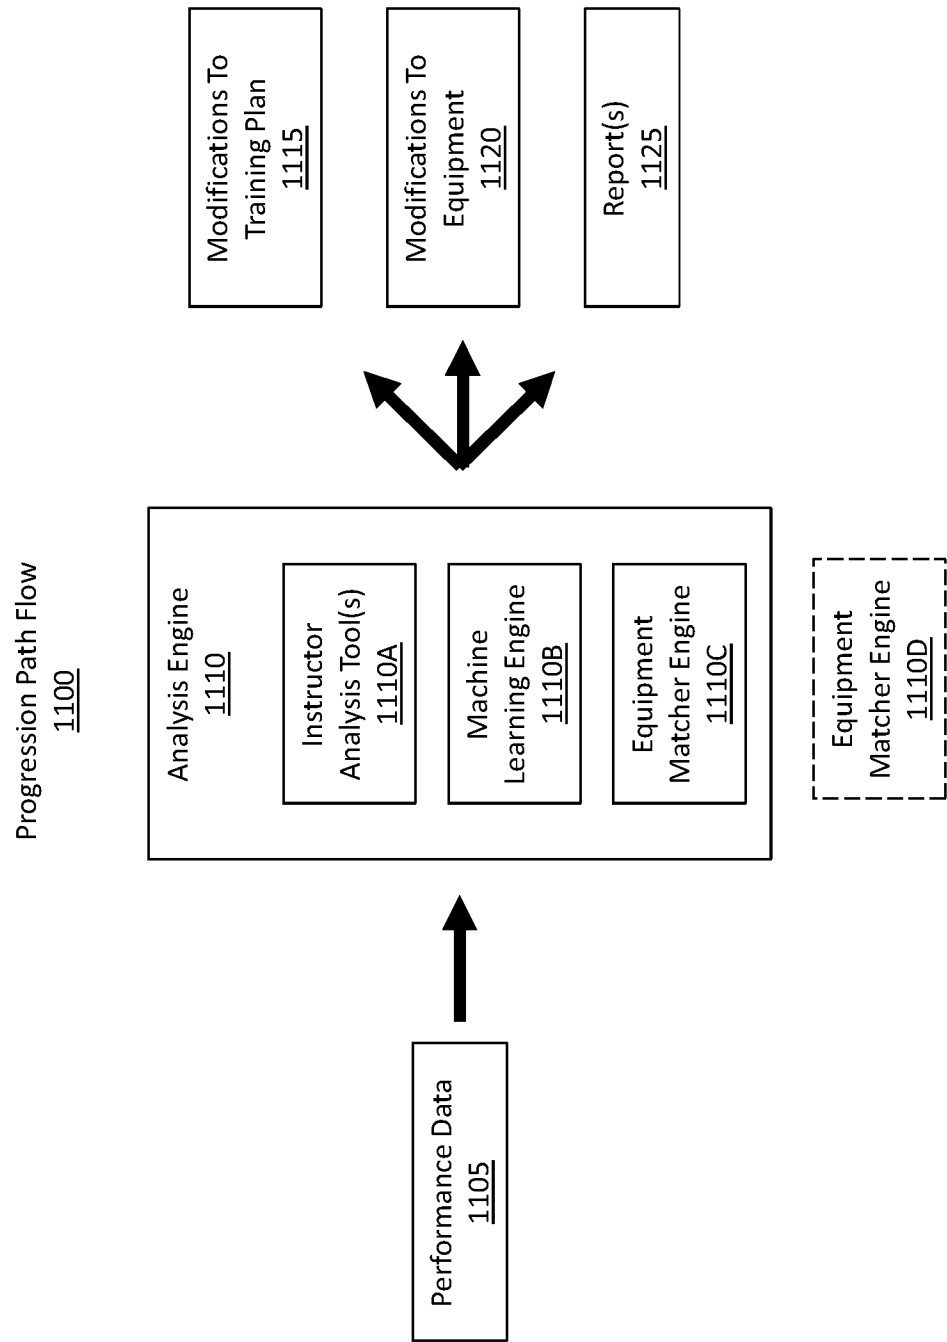 Progression Path Flow
1100
Performance Data
1105
Analysis Engine
1110
Instructor
Analysis Tool(s)
1110A
Machine
Learning Engine
1110B
Equipment
Matcher Engine
1110C
Equipment
Matcher Engine
1110D
Modifications To
Training Plan
1115
Modifications To
Equipment
1120
Report(s)
1125